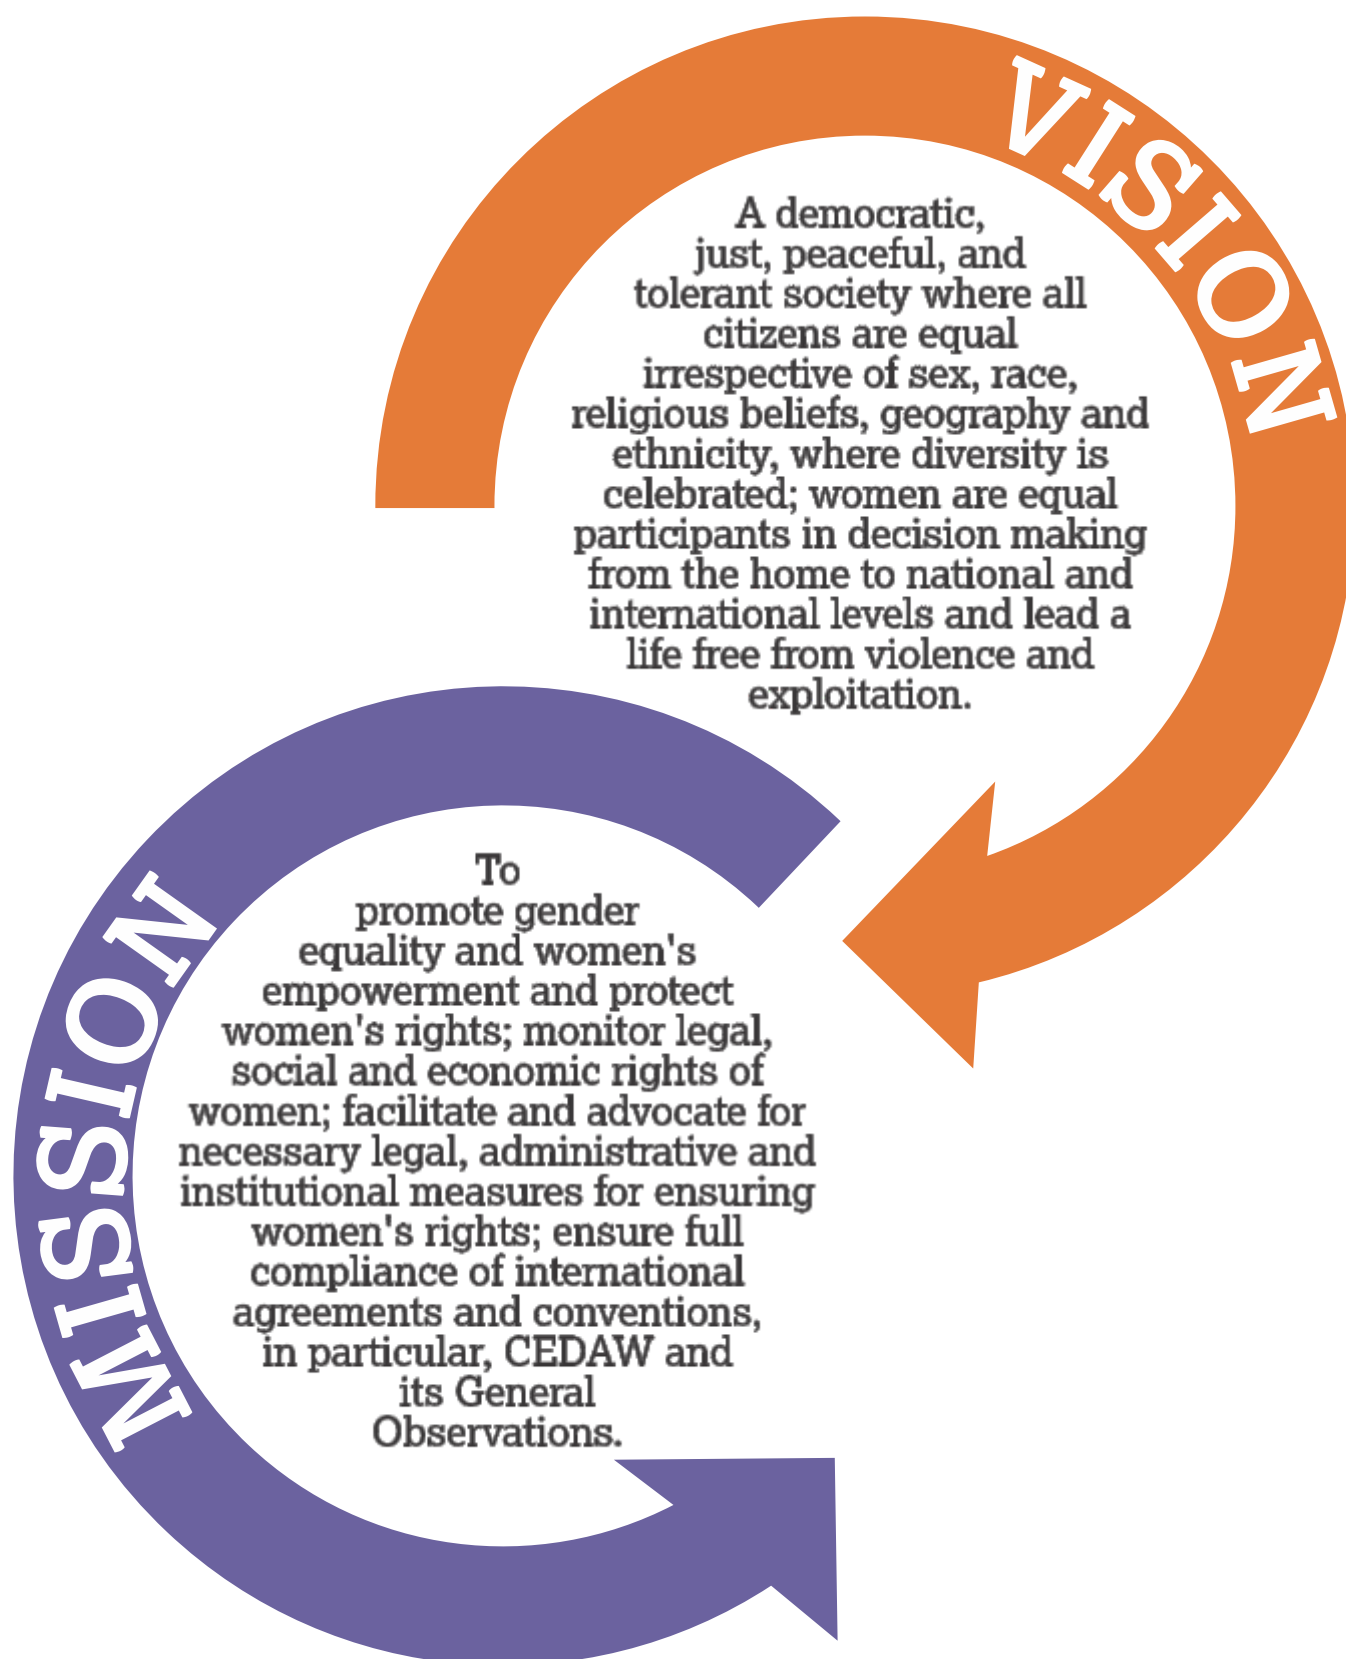 VISION
A democratic,
just, peaceful, and
tolerant society where all
citizens are equal
irrespective of sex, race,
religious beliefs, geography and
ethnicity, where diversity is
celebrated; women are equal
participants in decision making
from the home to national and
international levels and lead a
life free from violence and
exploitation.
MISSION
To
promote gender
equality and women's
empowerment and protect
women's rights; monitor legal,
social and economic rights of
women; facilitate and advocate for
necessary legal, administrative and
institutional measures for ensuring
women's rights; ensure full
compliance of international
agreements and conventions,
in particular, CEDAW and
its General
Observations.